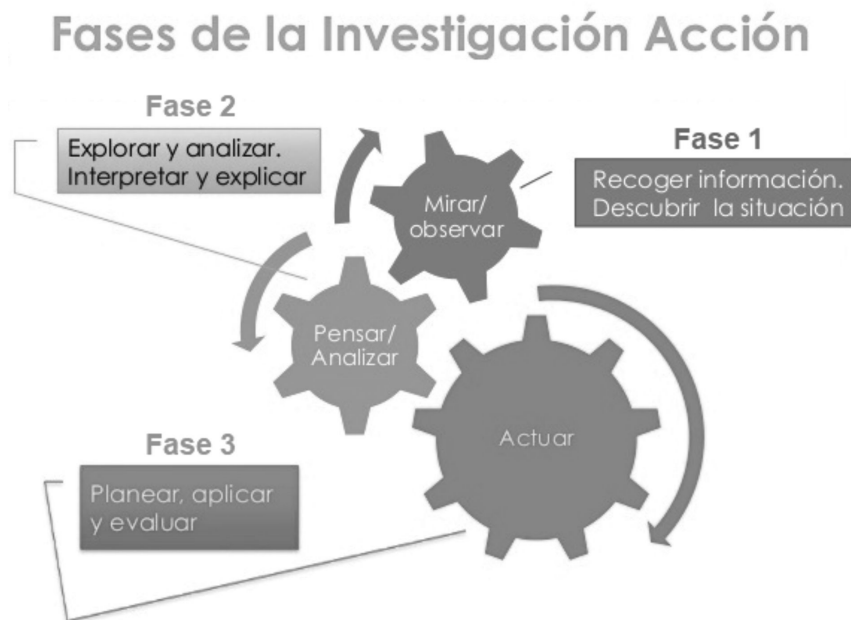 Fases de la Investigación Acción
Fase 2
Explorar y analizar.
Interpretar y explicar
Fase 1
Recoger información.
Descubrir la situación
Mirar/
observar
Pensar/
Analizar
Actuar
Fase 3
Planear, aplicar
y evaluar